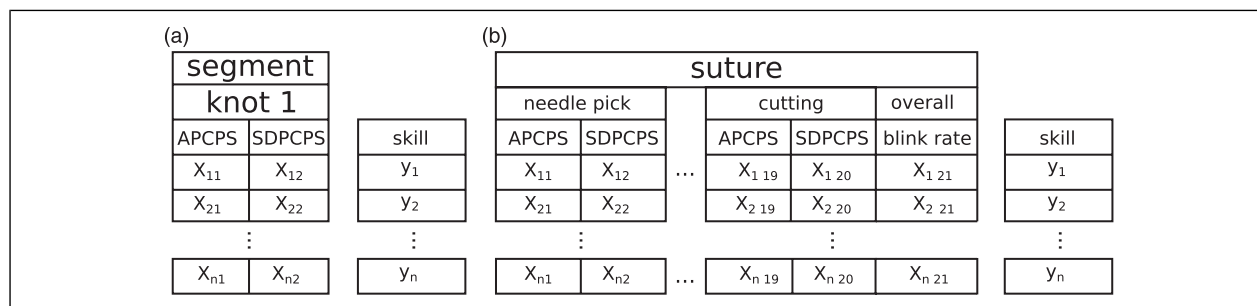 (a) (b)
segment suture
knot 1 needle pick cutting overall
APCPS SDPCPS skill APCPS SDPCPS APCPS SDPCPS blink rate skill
X11 X12 y1 X11 X12 ... X1 19 X1 20 X1 21 y1
X21 X22 y2 X21 X22 X2 19 X2 20 X2 21 y2
⋮ ⋮ ⋮ ⋮ ⋮
Xn1 Xn2 yn Xn1 Xn2 ... Xn 19 Xn 20 Xn 21 yn